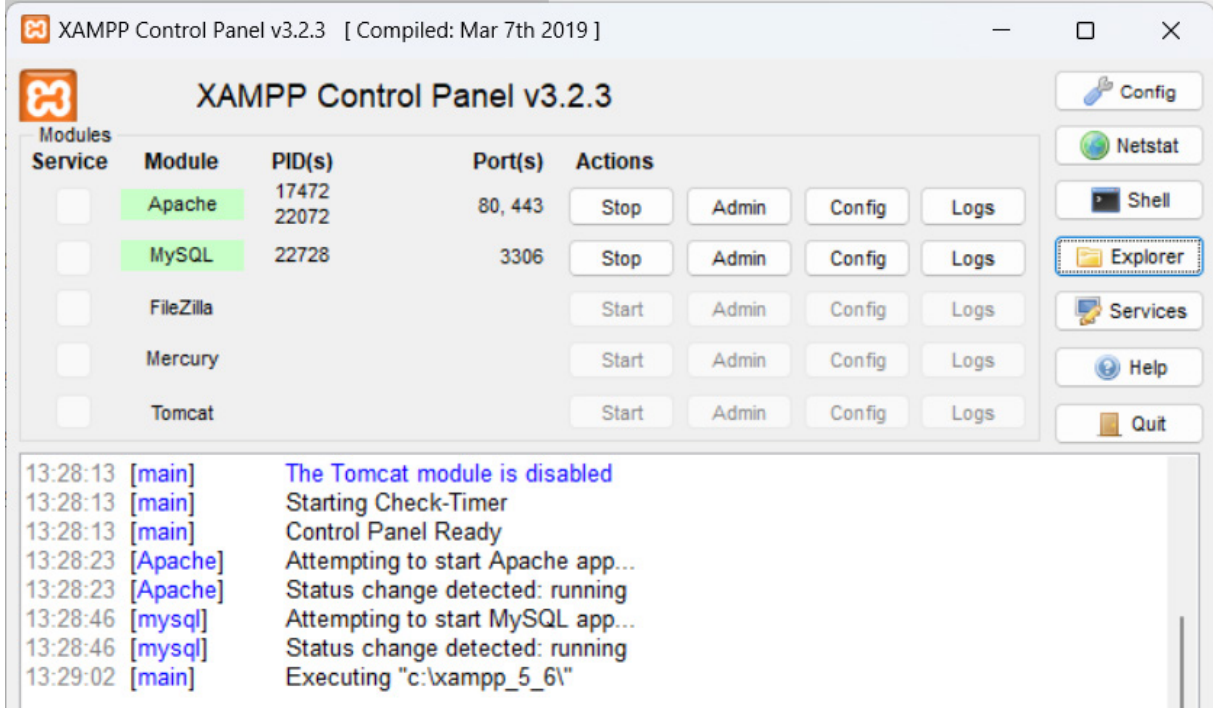 XAMPP Control Panel v3.2.3 [ Compiled: Mar 7th 2019 ]
XAMPP Control Panel v3.2.3
Config
Modules
Service Module PID(s) Port(s) Actions
Netstat
Apache 17472 22072 80, 443 Stop Admin Config Logs
Shell
MySQL 22728 3306 Stop Admin Config Logs
Explorer
FileZilla Start Admin Config Logs
Services
Mercury Start Admin Config Logs
Help
Tomcat Start Admin Config Logs
Quit
13:28:13 [main] The Tomcat module is disabled
13:28:13 [main] Starting Check-Timer
13:28:13 [main] Control Panel Ready
13:28:23 [Apache] Attempting to start Apache app...
13:28:23 [Apache] Status change detected: running
13:28:46 [mysql] Attempting to start MySQL app...
13:28:46 [mysql] Status change detected: running
13:29:02 [main] Executing "c:\xampp_5_6\"